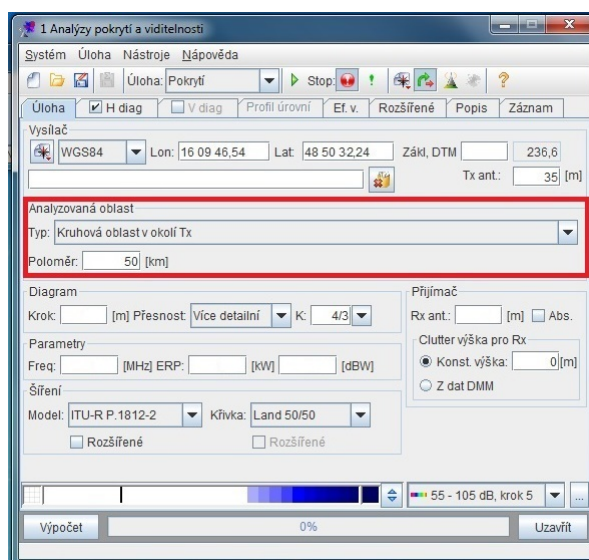 1 Analýzy pokrytí a viditelnosti
Systém Úloha Nástroje Nápověda
Úloha: Pokrytí Stop:
Úloha H diag V diag Profil úrovní Ef. v. Rozšířené Popis Záznam
Vysílač
WGS84 Lon: 16 09 46,54 Lat: 48 50 32,24 Zákl, DTM 236,6
Tx ant.: 35 [m]
Analyzovaná oblast
Typ: Kruhová oblast v okolí Tx
Poloměr: 50 [km]
Diagram Přijímač
Krok: [m] Přesnost: Více detailní K: 4/3 Rx ant.: [m] Abs.
Parametry Clutter výška pro Rx
Freq: [MHz] ERP: [kW] [dBW] Konst. výška: 0 [m]
Šíření Z dat DMM
Model: ITU-R P.1812-2 Křivka: Land 50/50
Rozšířené Rozšířené
55 - 105 dB, krok 5 ...
Výpočet 0% Uzavřít